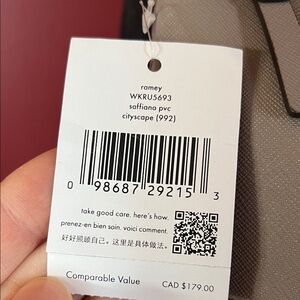 romey
WKRU5693
saffiano pvc
cityscape (992)
0 98687 29215 3
take good care. here's how.
prenez-en bien soin. voici comment.
好好照顾自己。这里是具体做法。
Comparable Value CAD $179.00